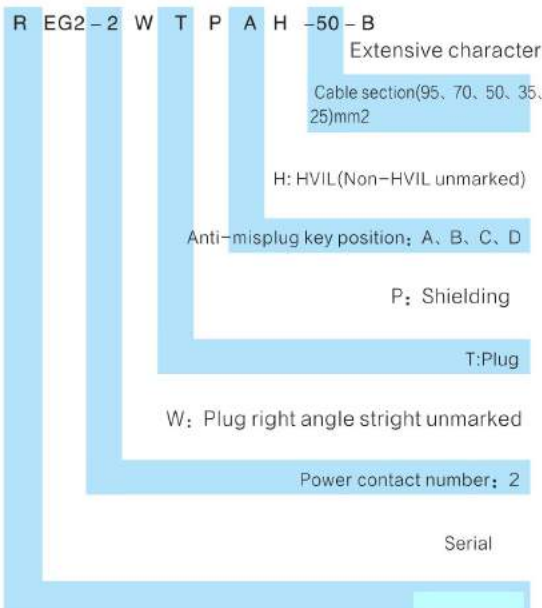 R EG2-2 W T P A H -50-B
Extensive character
Cable section(95、70、50、35、
25)mm2
H: HVIL(Non-HVIL unmarked)
Anti-misplug key position：A、B、C、D
P：Shielding
T:Plug
W：Plug right angle stright unmarked
Power contact number：2
Serial